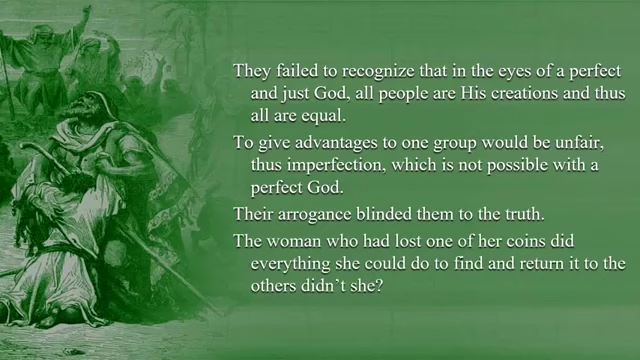 They failed to recognize that in the eyes of a perfect
and just God, all people are His creations and thus
all are equal.
To give advantages to one group would be unfair,
thus imperfection, which is not possible with a
perfect God.
Their arrogance blinded them to the truth.
The woman who had lost one of her coins did
everything she could do to find and return it to the
others didn`t she?